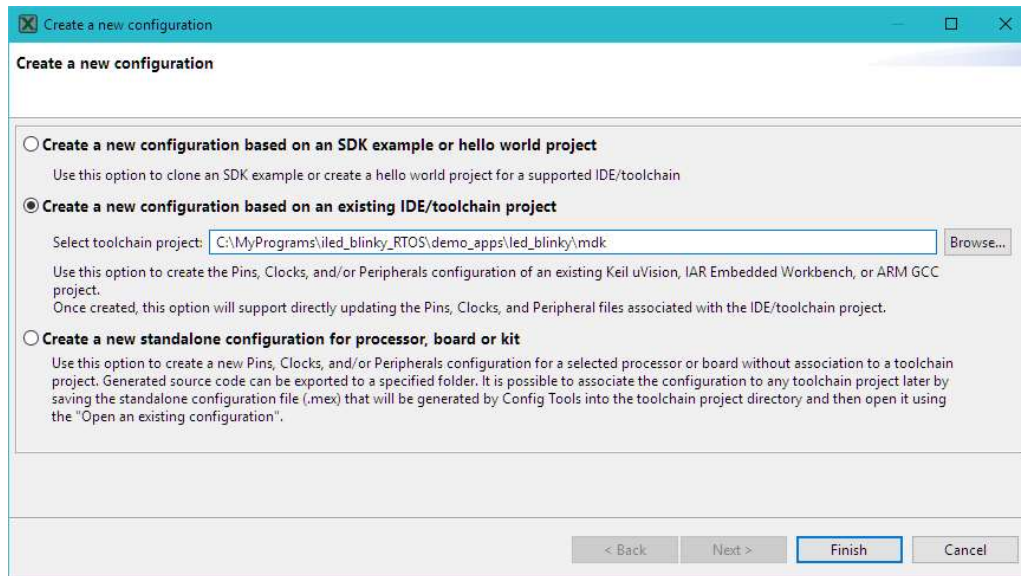 Create a new configuration
Create a new configuration
Create a new configuration based on an SDK example or hello world project
Use this option to clone an SDK example or create a hello world project for a supported IDE/toolchain
Create a new configuration based on an existing IDE/toolchain project
Select toolchain project: C:\MyPrograms\iled_blinky_RTOS\demo_apps\led_blinky\mdk Browse...
Use this option to create the Pins, Clocks, and/or Peripherals configuration of an existing Keil uVision, IAR Embedded Workbench, or ARM GCC
project.
Once created, this option will support directly updating the Pins, Clocks, and Peripheral files associated with the IDE/toolchain project.
Create a new standalone configuration for processor, board or kit
Use this option to create a new Pins, Clocks, and/or Peripherals configuration for a selected processor or board without association to a toolchain
project. Generated source code can be exported to a specified folder. It is possible to associate the configuration to any toolchain project later by
saving the standalone configuration file (.mex) that will be generated by Config Tools into the toolchain project directory and then open it using
the "Open an existing configuration".
< Back Next > Finish Cancel